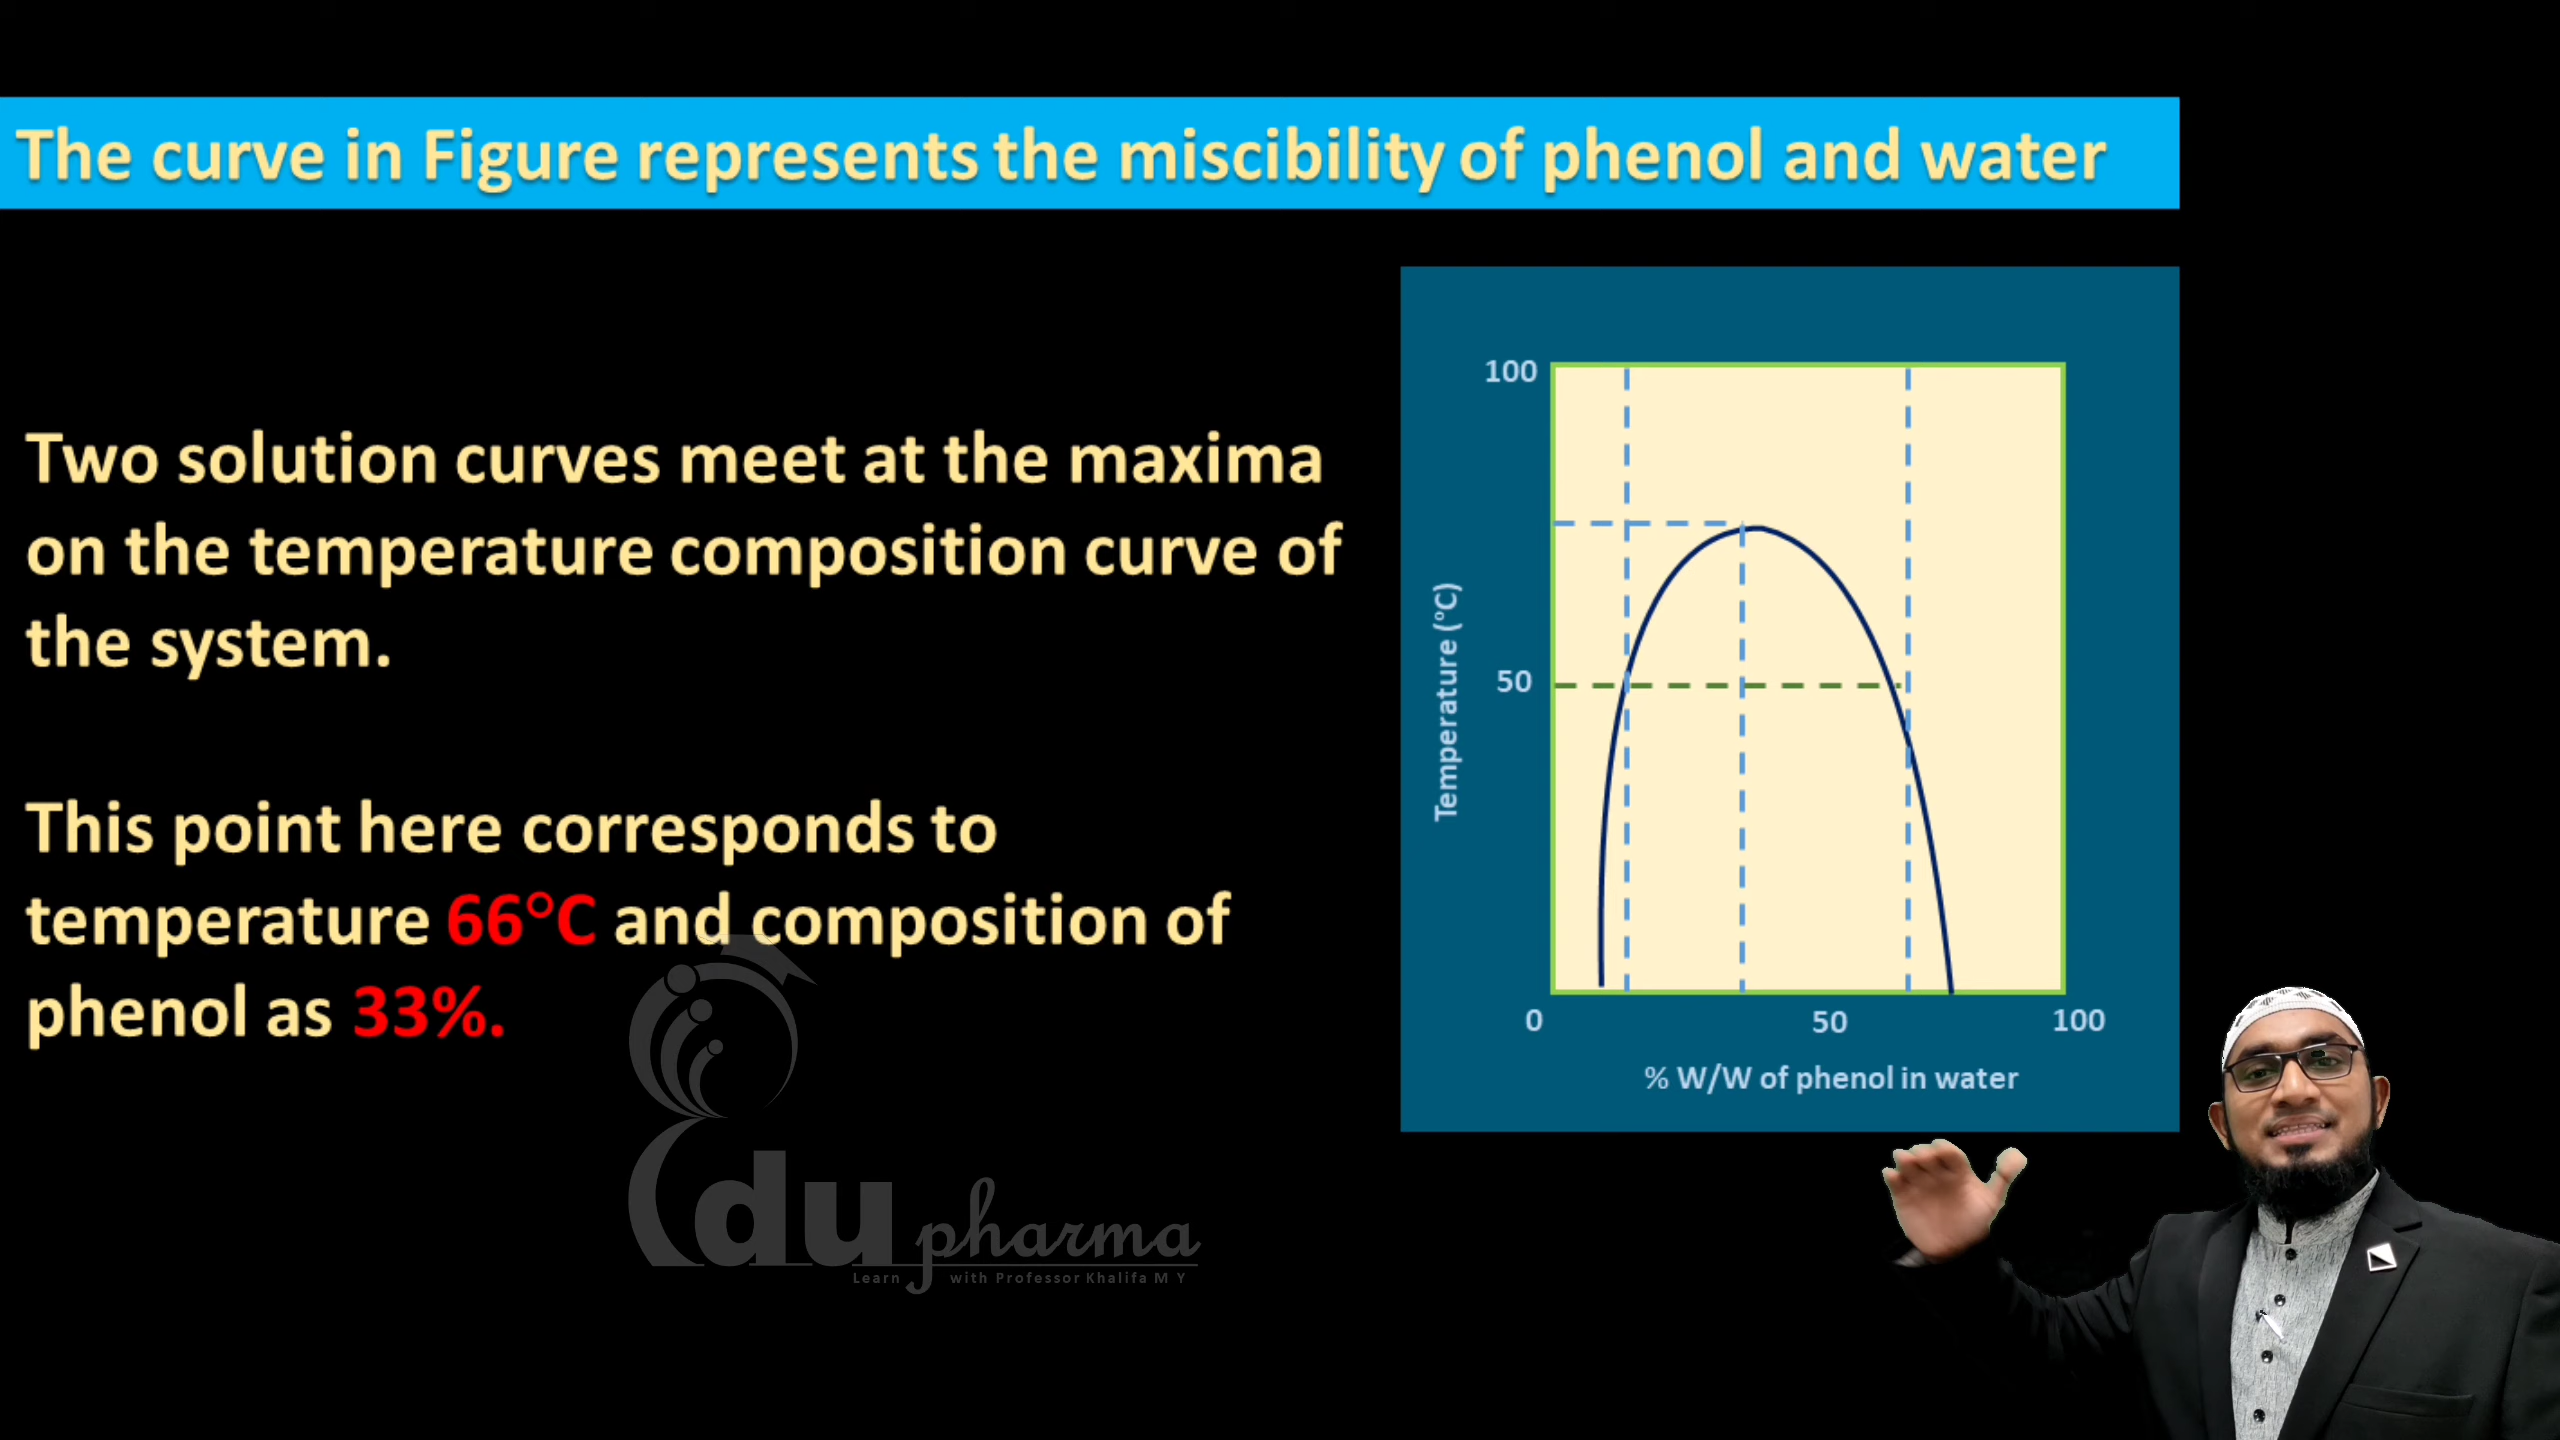 The curve in Figure represents the miscibility of phenol and water
Two solution curves meet at the maxima
on the temperature composition curve of
the system.
This point here corresponds to
temperature 66°C and composition of
phenol as 33%.
100
50
Temperature (°C)
0
50
100
% W/W of phenol in water
Edu pharma
Learn with Professor Khalifa M Y